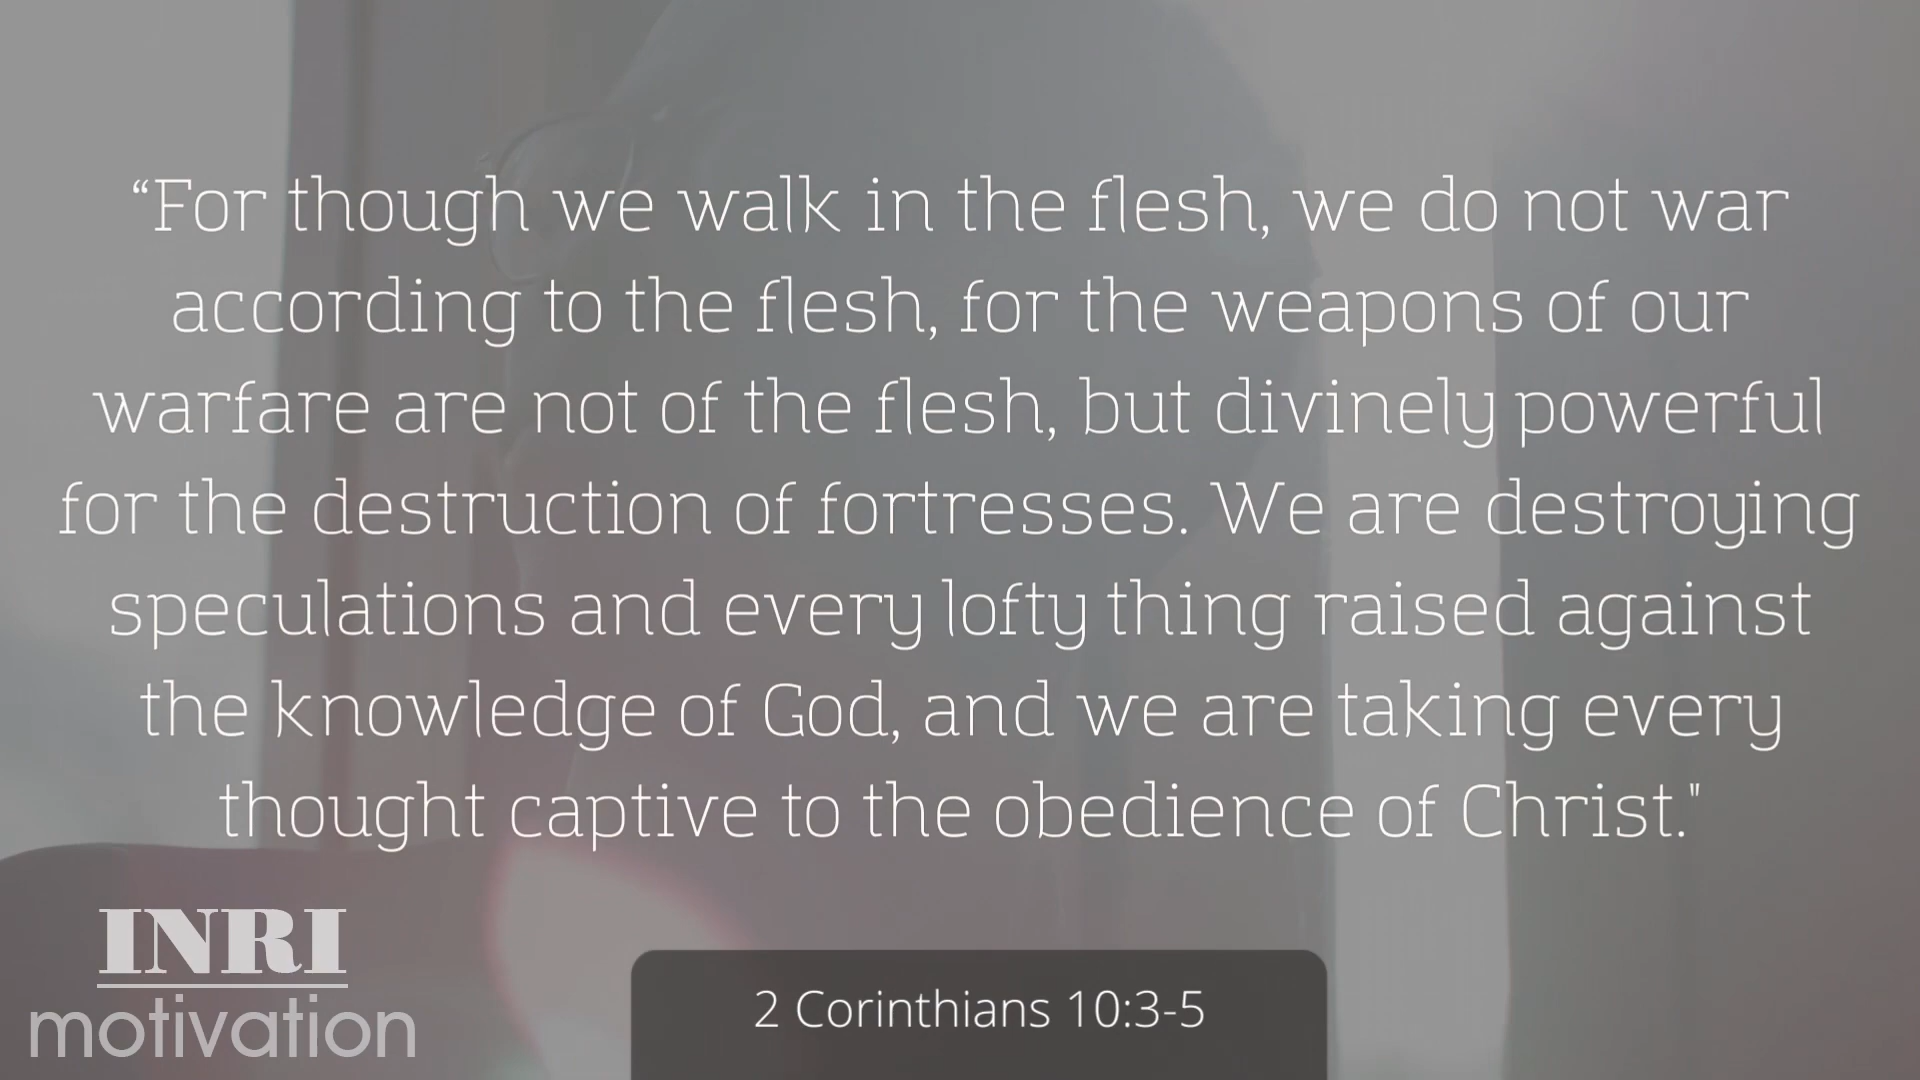 “For though we walk in the flesh, we do not war
according to the flesh, for the weapons of our
warfare are not of the flesh, but divinely powerful
for the destruction of fortresses. We are destroying
speculations and every lofty thing raised against
the knowledge of God, and we are taking every
thought captive to the obedience of Christ."
INRI
motivation
2 Corinthians 10:3-5